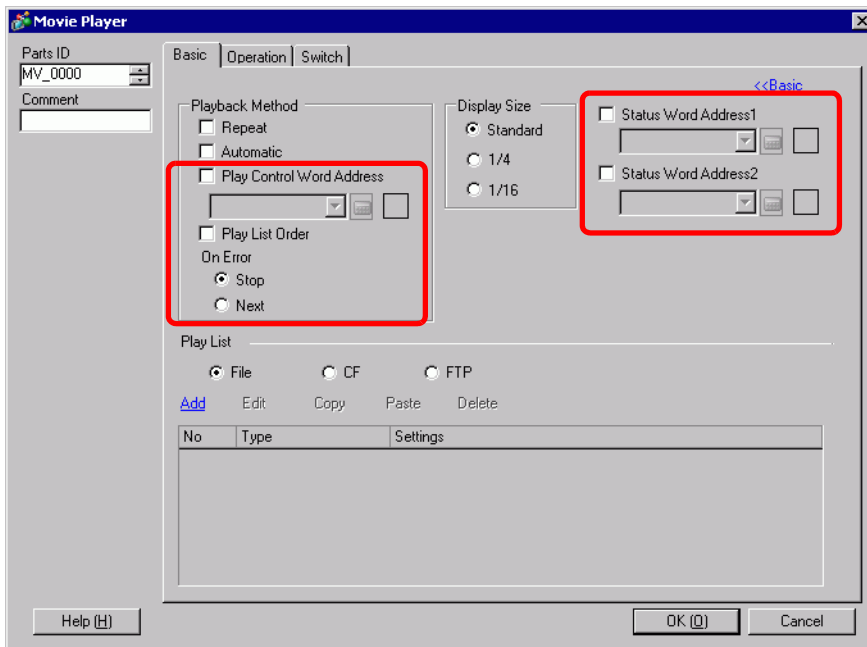 Movie Player
Parts ID
MV_0000
Comment
Basic Operation Switch
<<Basic
Playback Method
Repeat
Automatic
Play Control Word Address
Play List Order
On Error
Stop
Next
Display Size
Standard
1/4
1/16
Status Word Address1
Status Word Address2
Play List
File CF FTP
Add Edit Copy Paste Delete
No Type Settings
Help (H) OK (O) Cancel